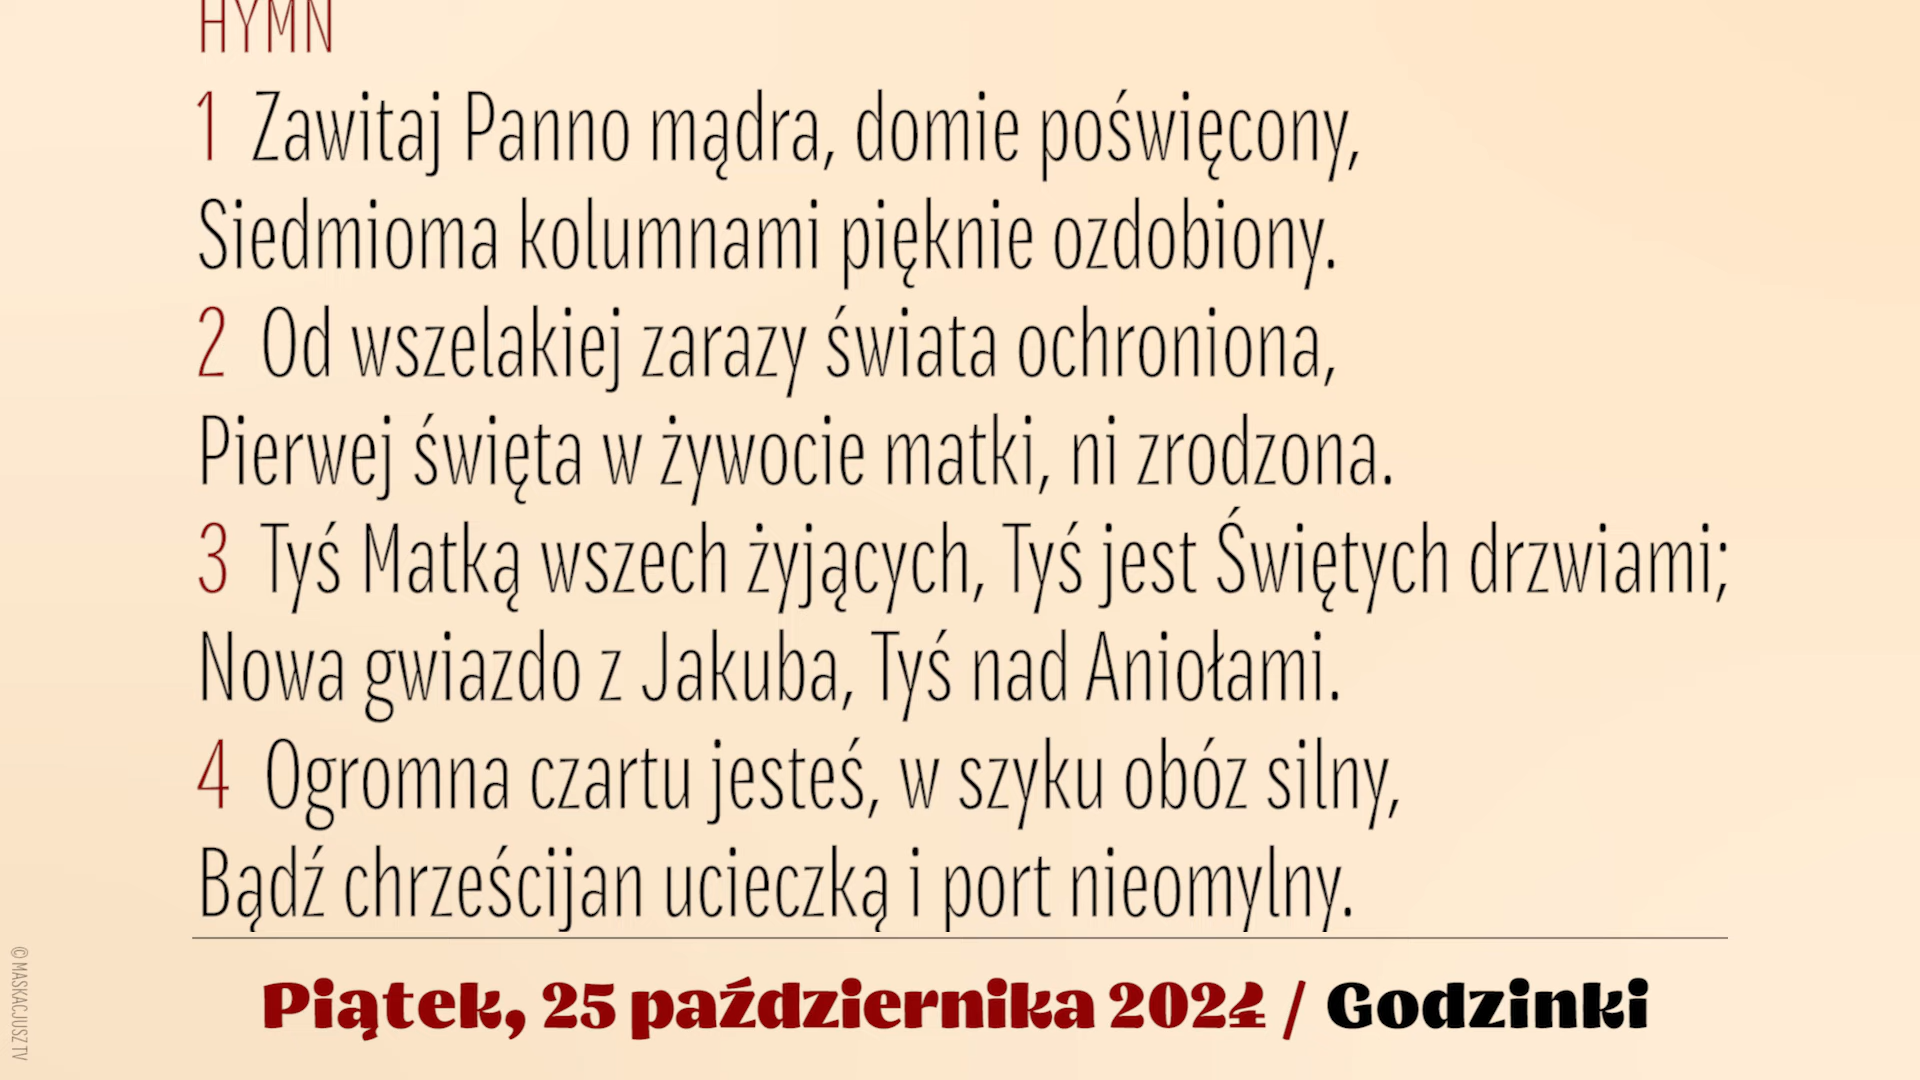 HYMN
1 Zawitaj Panno mądra, domie poświęcony,
Siedmioma kolumnami pięknie ozdobiony.
2 Od wszelakiej zarazy świata ochroniona,
Pierwej święta w żywocie matki, ni zrodzona.
3 Tyś Matką wszech żyjących, Tyś jest Świętych drzwiami;
Nowa gwiazdo z Jakuba, Tyś nad Aniołami.
4 Ogromna czartu jesteś, w szyku obóz silny,
Bądź chrześcijan ucieczką i port nieomylny.
Piątek, 25 października 2024 / Godzinki
© MASKACJUSZ TV